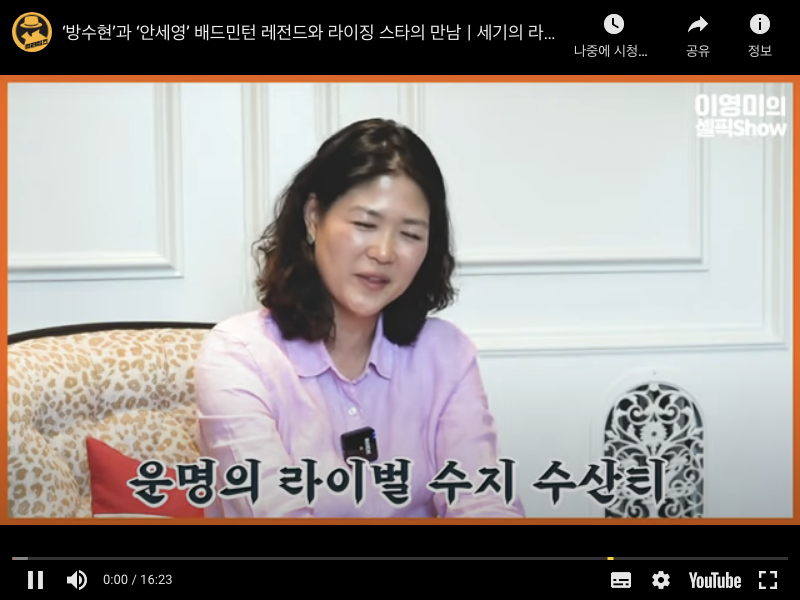 ‘방수현’과 ‘안세영’ 배드민턴 레전드와 라이징 스타의 만남 | 세기의 라...
나중에 시청...
공유
정보
이영미의
셀픽Show
운명의 라이벌 수지 수산티
0:00 / 16:23
YouTube